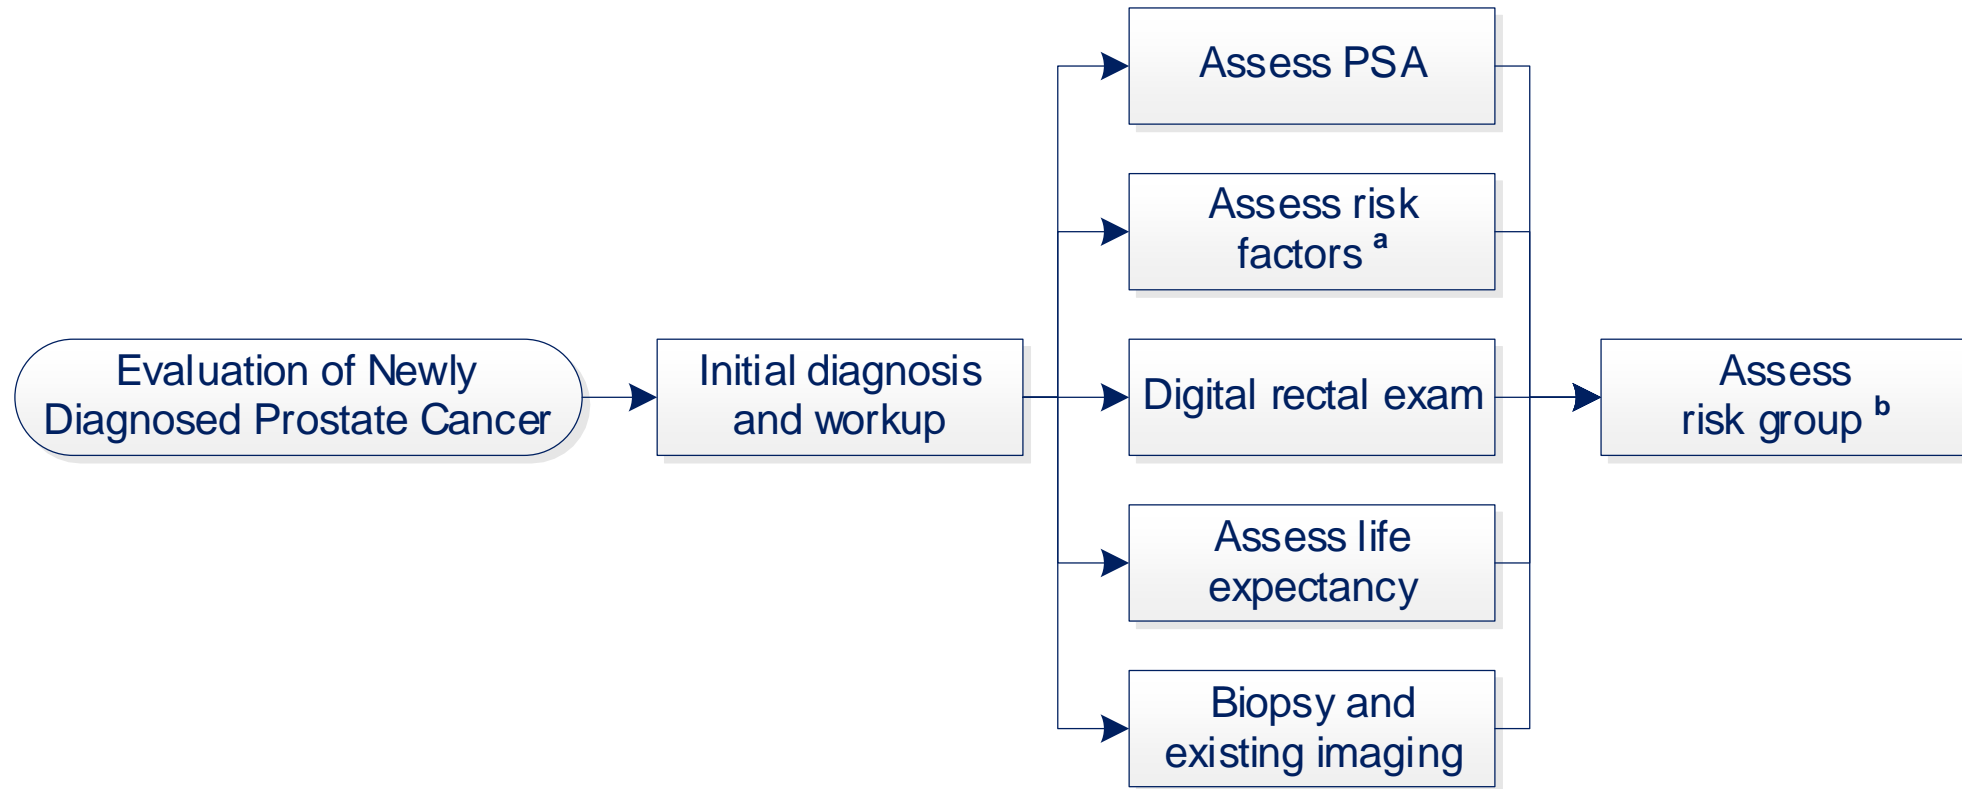 Evaluation of Newly
Diagnosed Prostate Cancer
Initial diagnosis
and workup
Assess PSA
Assess risk
factors a
Digital rectal exam
Assess life
expectancy
Biopsy and
existing imaging
Assess
risk group b